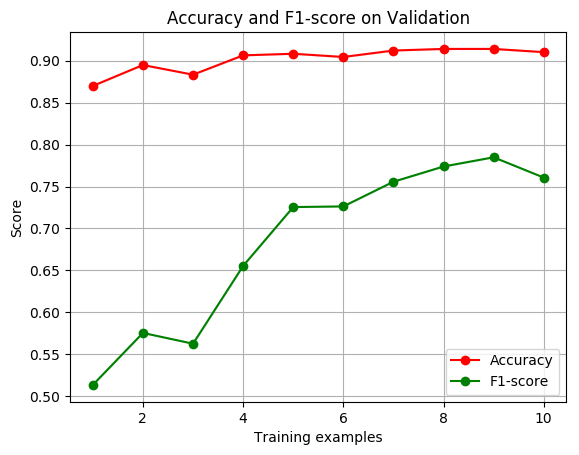 Accuracy and F1-score on Validation
0.90
0.85
0.80
0.75
0.70
0.65
0.60
0.55
0.50
Score
Accuracy
F1-score
2 4 6 8 10
Training examples